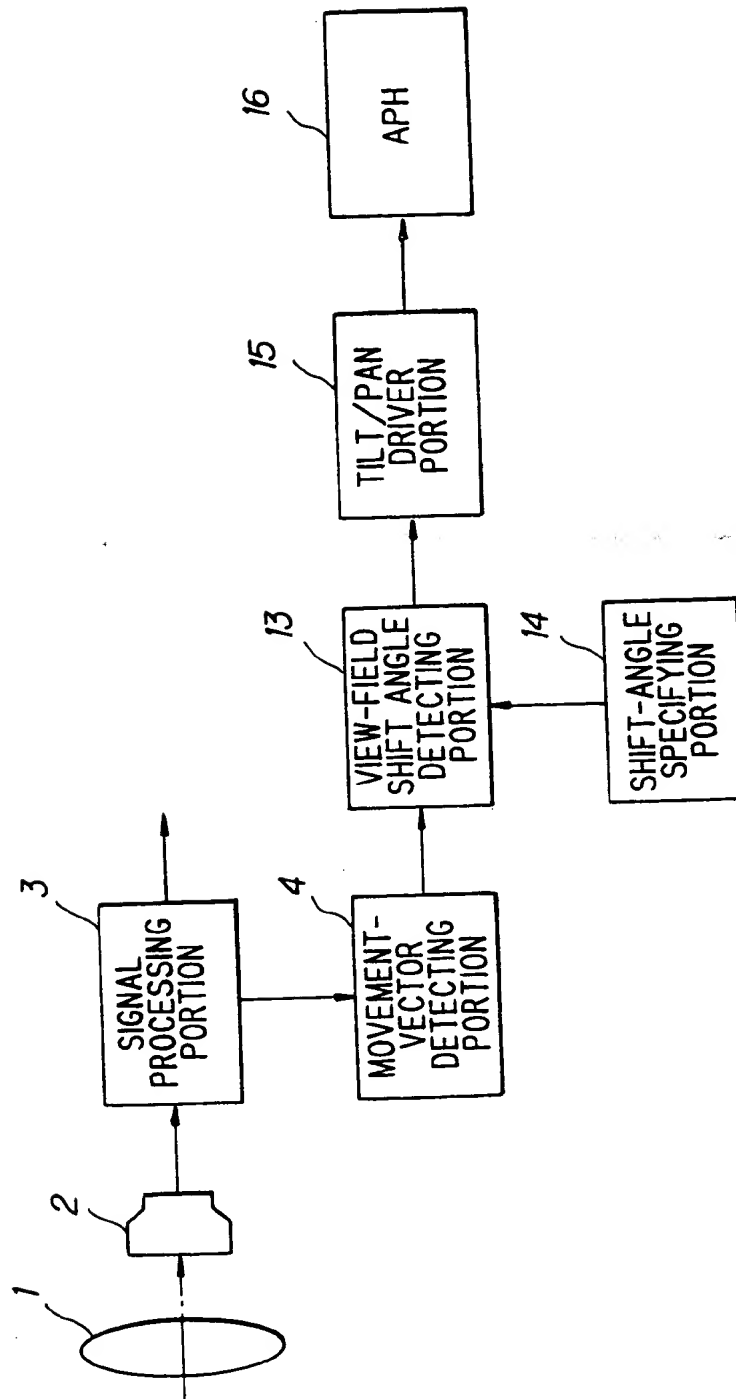 1
2
3
SIGNAL
PROCESSING
PORTION
4
MOVEMENT-
VECTOR
DETECTING
PORTION
13
VIEW-FIELD
SHIFT ANGLE
DETECTING
PORTION
14
SHIFT-ANGLE
SPECIFYING
PORTION
15
TILT/PAN
DRIVER
PORTION
16
APH